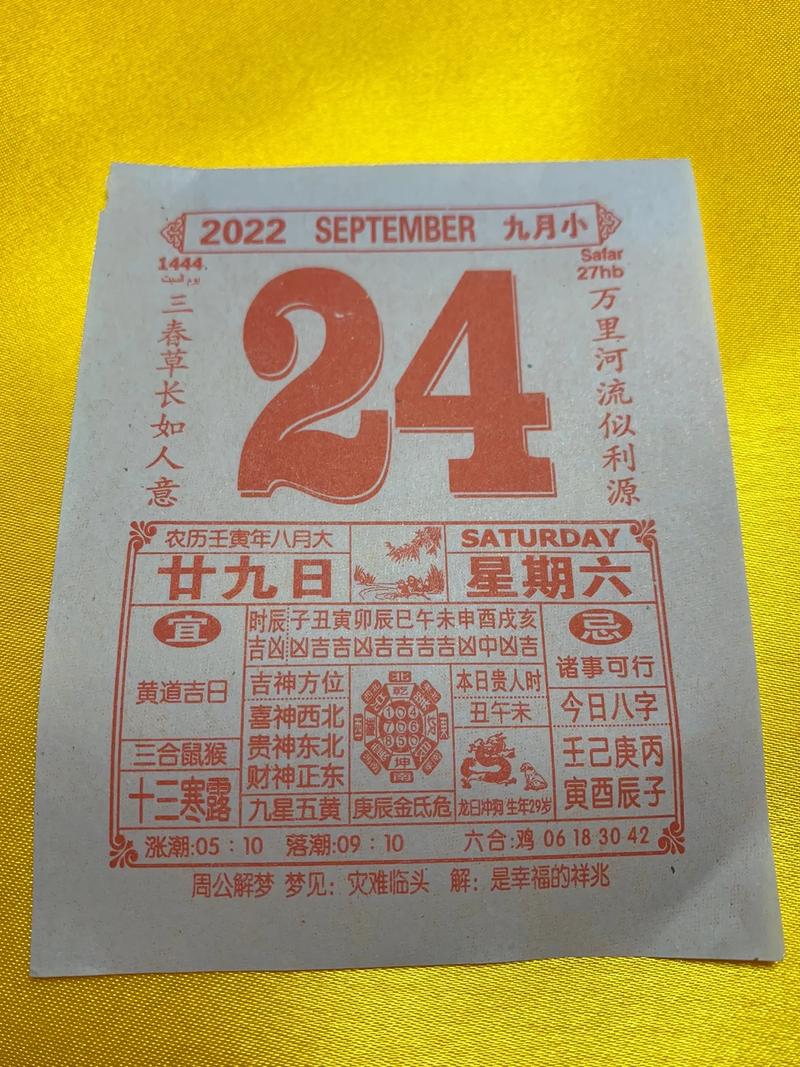 2022 SEPTEMBER 九月小
1444
يوم السبت
Safar
27hb
24
三春草长如人意
万里河流似利源
农历壬寅年八月大
廿九日
SATURDAY
星期六
宜
黄道吉日
三合鼠猴
十三寒露
时辰子丑寅卯辰巳午未申酉戌亥
吉凶凶吉吉凶吉吉吉吉吉凶中凶吉
吉神方位
喜神西北
贵神东北
财神正东
九星五黄
北
乾
坤
南
庚辰金氏危
本日贵人时
丑午未
龙日冲狗 生年29岁
忌
诸事可行
今日八字
壬己庚丙
寅酉辰子
涨潮:05:10 落潮:09:10 六合:鸡 06 18 30 42
周公解梦 梦见：灾难临头 解：是幸福的祥兆